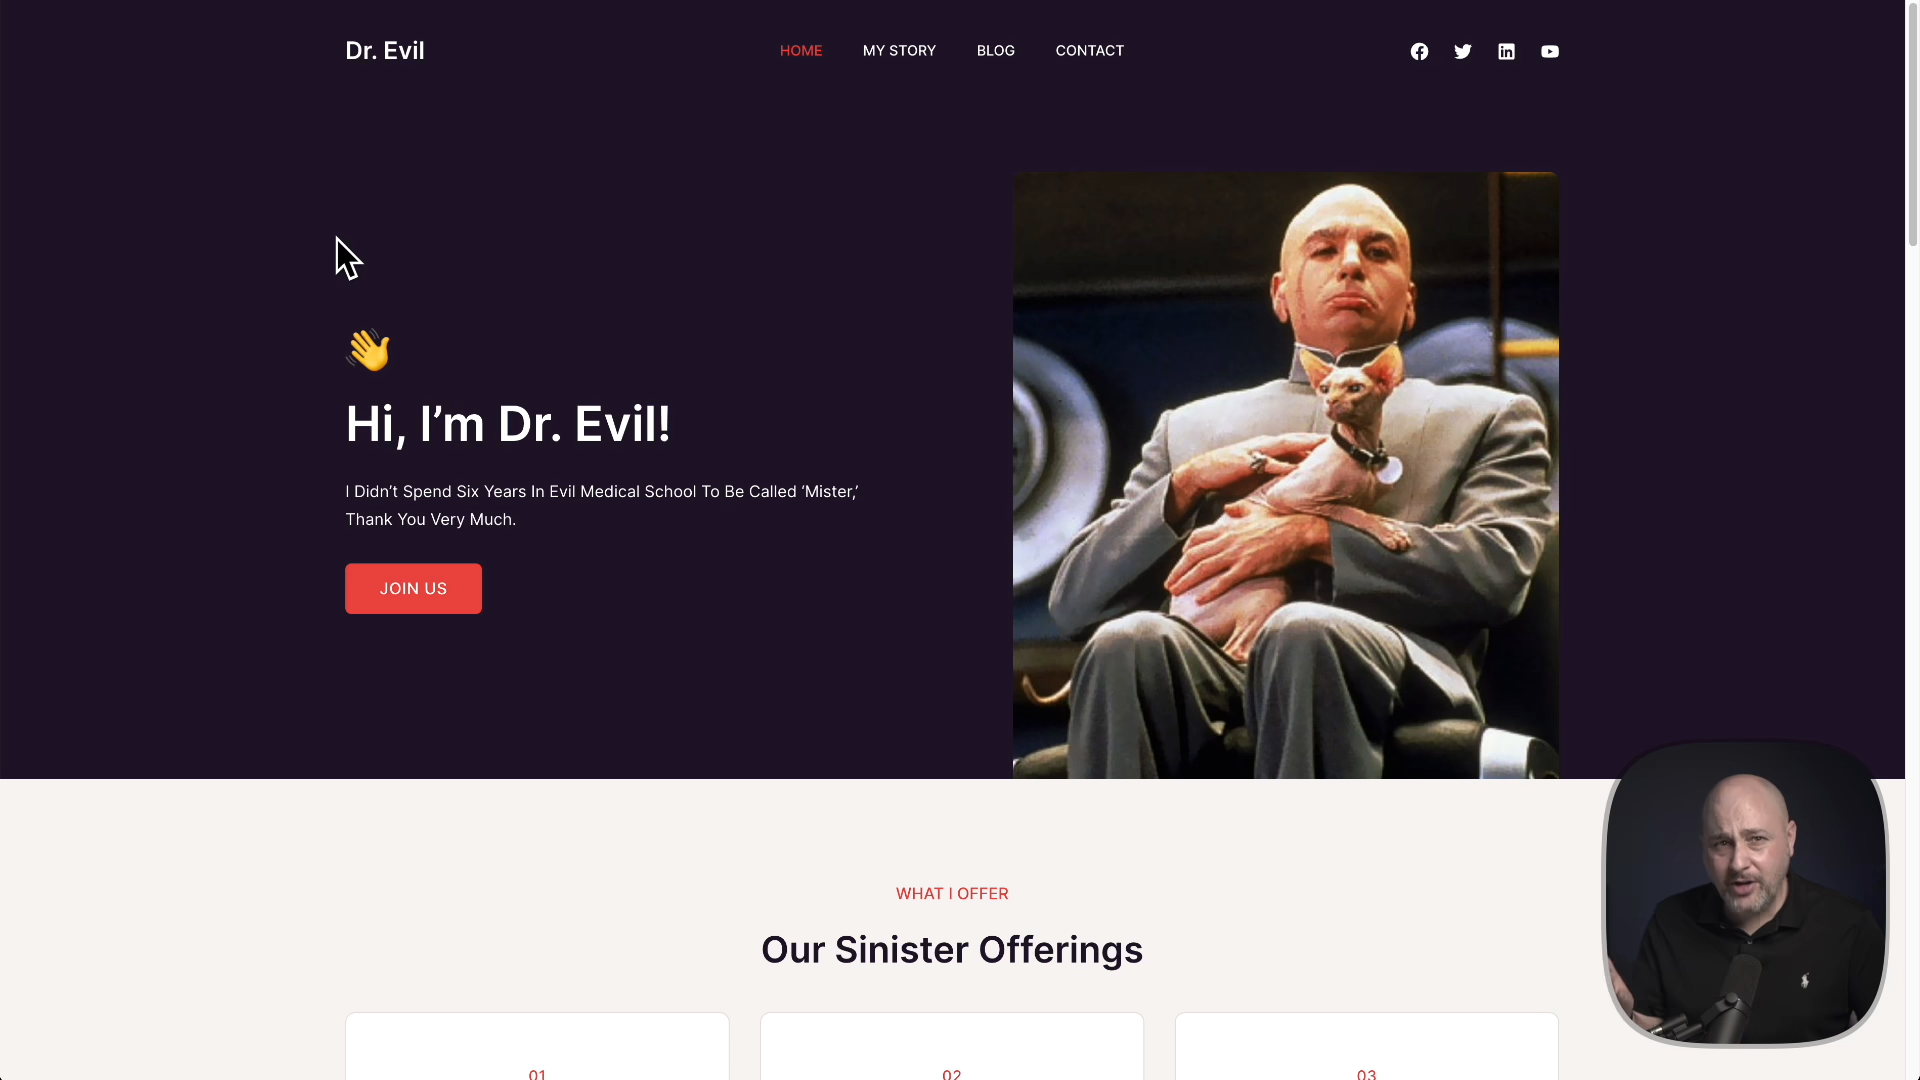 Dr. Evil
HOME
MY STORY
BLOG
CONTACT
Hi, I’m Dr. Evil!
I Didn’t Spend Six Years In Evil Medical School To Be Called ‘Mister,’
Thank You Very Much.
JOIN US
WHAT I OFFER
Our Sinister Offerings
01
02
03